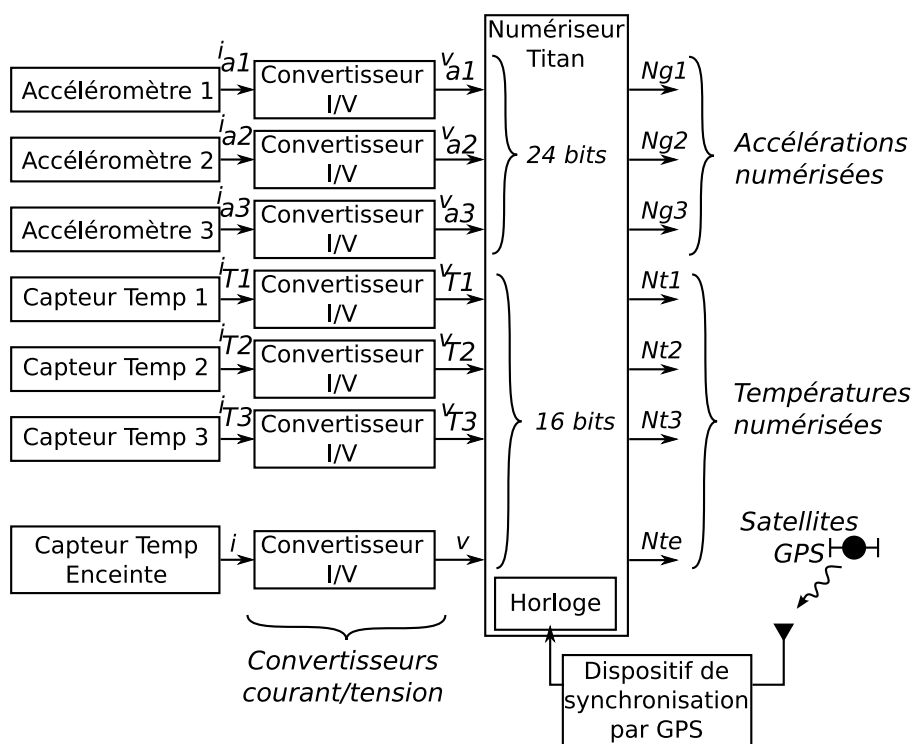 Numériseur
Titan
Accéléromètre 1
ia1
Convertisseur
I/V
va1
Ng1
Accéléromètre 2
ia2
Convertisseur
I/V
va2
24 bits
Ng2
Accélérations
numérisées
Accéléromètre 3
ia3
Convertisseur
I/V
va3
Ng3
Capteur Temp 1
iT1
Convertisseur
I/V
vT1
Nt1
Capteur Temp 2
iT2
Convertisseur
I/V
vT2
Nt2
Températures
numérisées
Capteur Temp 3
iT3
Convertisseur
I/V
vT3
16 bits
Nt3
Capteur Temp
Enceinte
i
Convertisseur
I/V
v
Nte
Satellites
GPS
Horloge
Convertisseurs
courant/tension
Dispositif de
synchronisation
par GPS